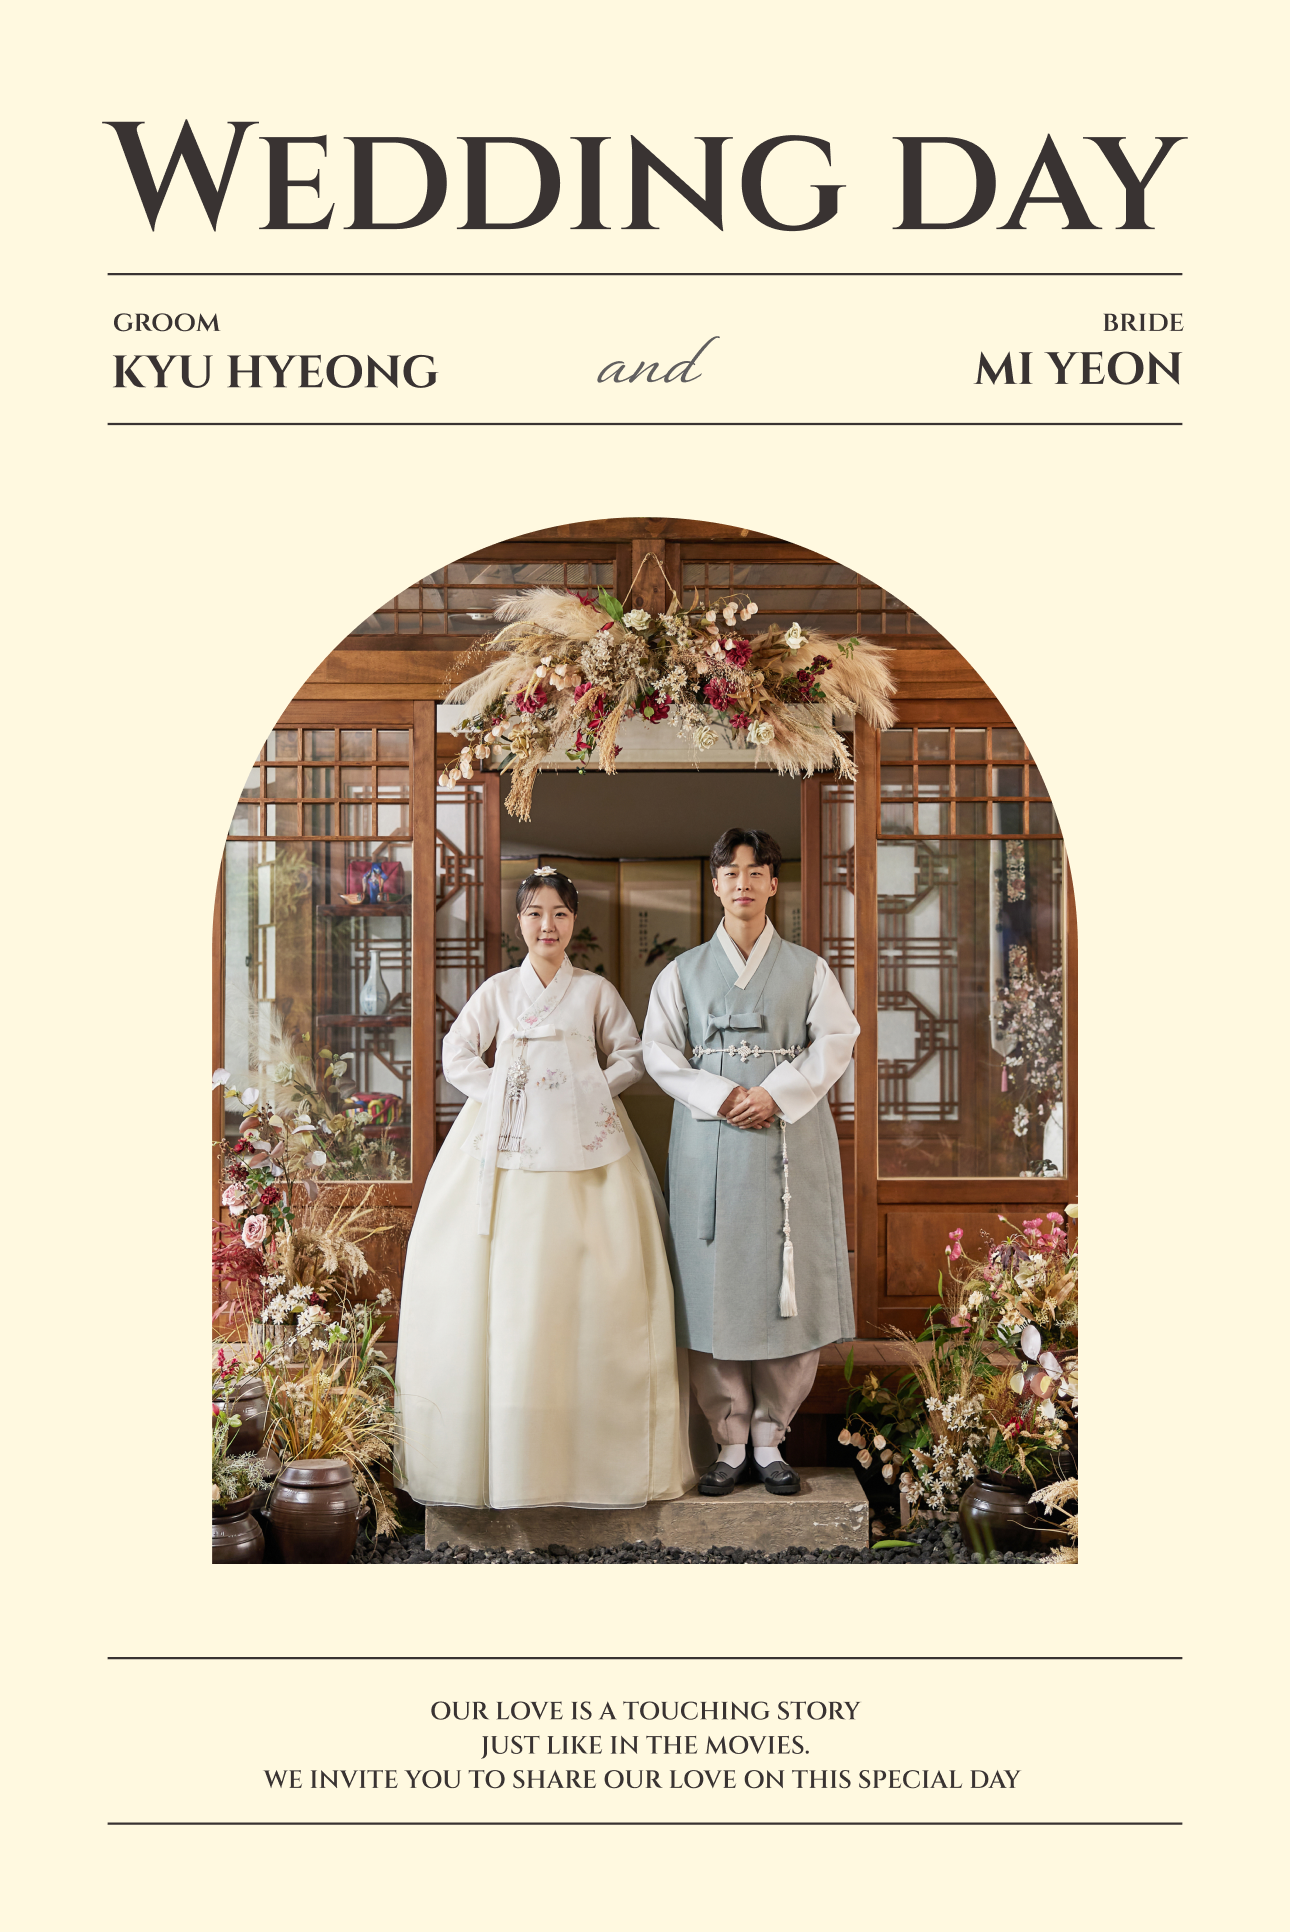 WEDDING DAY
GROOM
BRIDE
KYU HYEONG
and
MI YEON
OUR LOVE IS A TOUCHING STORY
JUST LIKE IN THE MOVIES.
WE INVITE YOU TO SHARE OUR LOVE ON THIS SPECIAL DAY